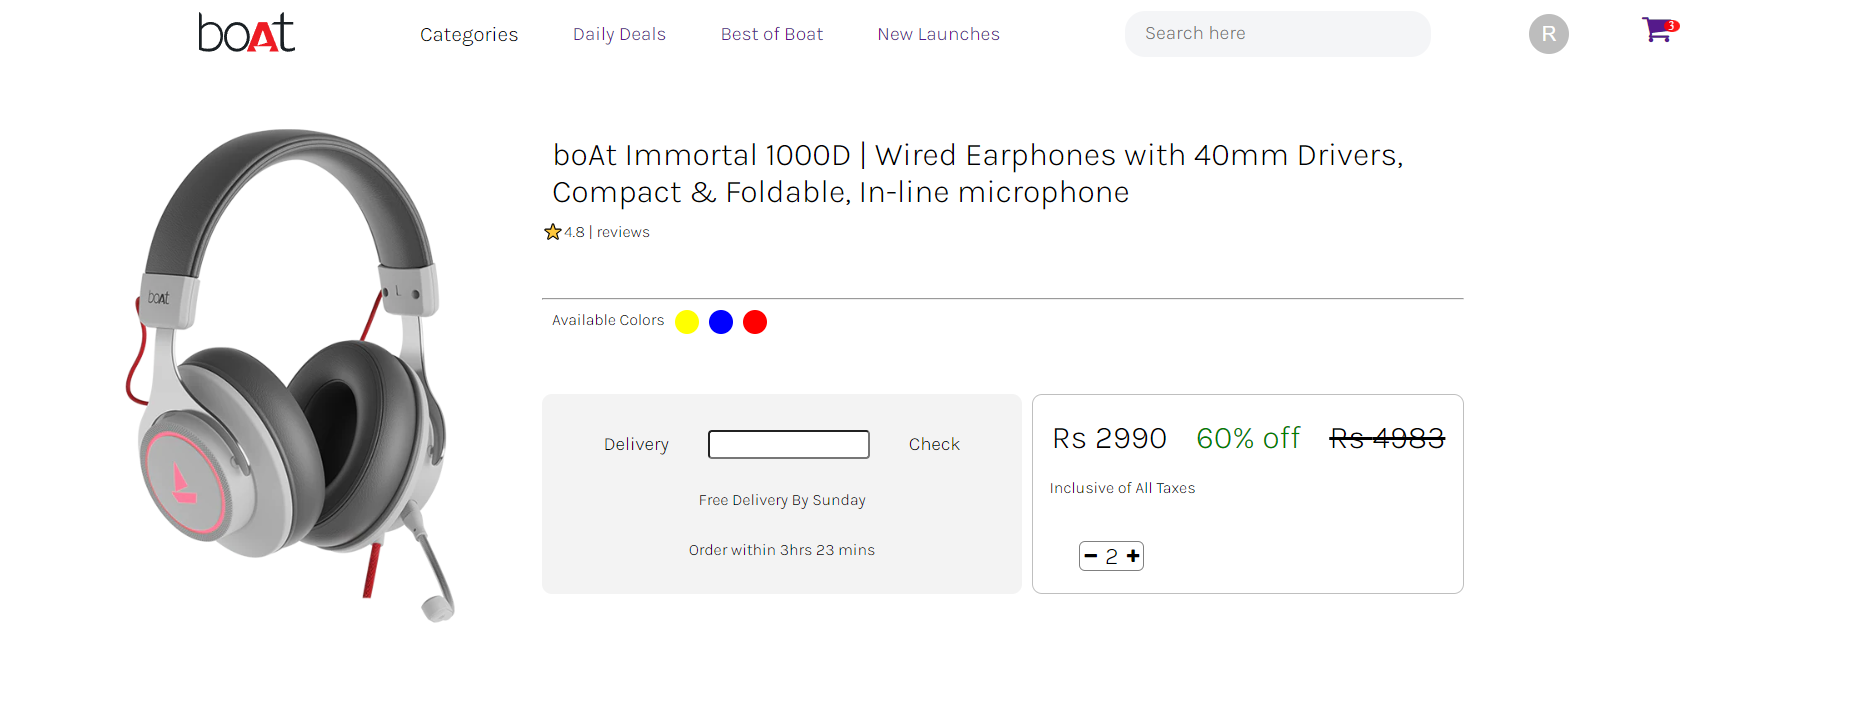 boAt Categories Daily Deals Best of Boat New Launches Search here R 3
boAt Immortal 1000D | Wired Earphones with 40mm Drivers,
Compact & Foldable, In-line microphone
4.8 | reviews
boAt L
Available Colors
Delivery Check
Free Delivery By Sunday
Order within 3hrs 23 mins
Rs 2990 60% off Rs 4983
Inclusive of All Taxes
− 2 +